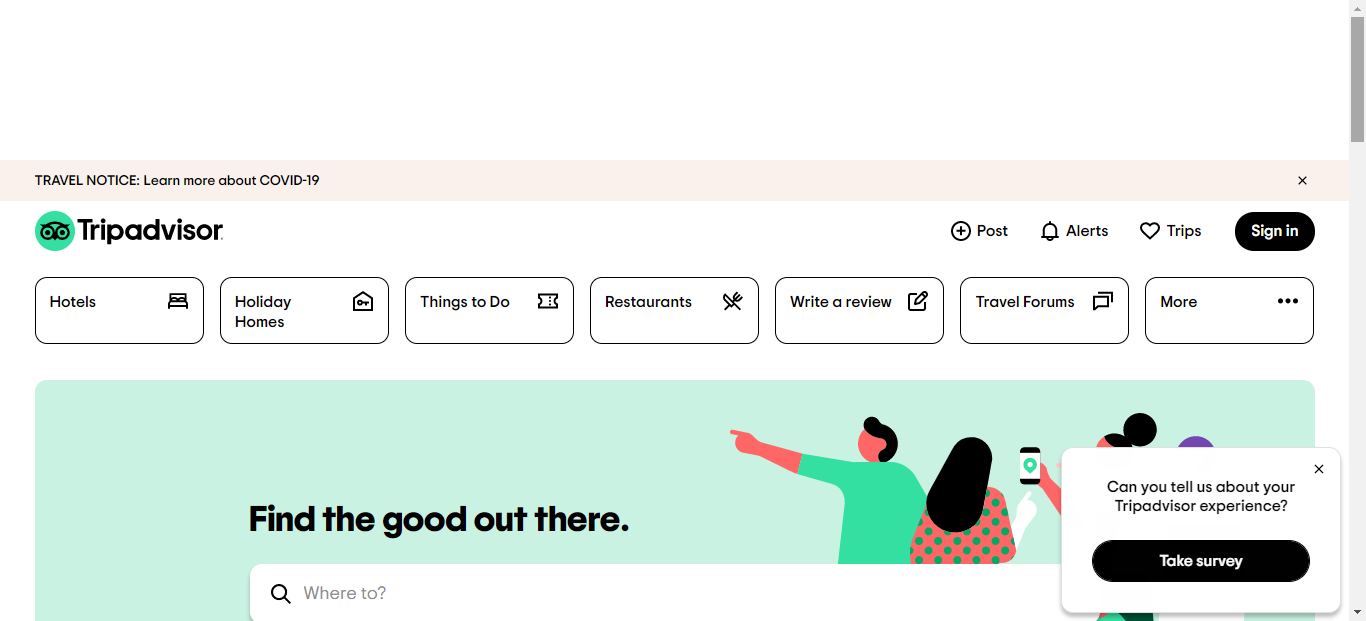 TRAVEL NOTICE: Learn more about COVID-19
Tripadvisor
Post
Alerts
Trips
Sign in
Hotels
Holiday
Homes
Things to Do
Restaurants
Write a review
Travel Forums
More
Find the good out there.
Where to?
Can you tell us about your
Tripadvisor experience?
Take survey